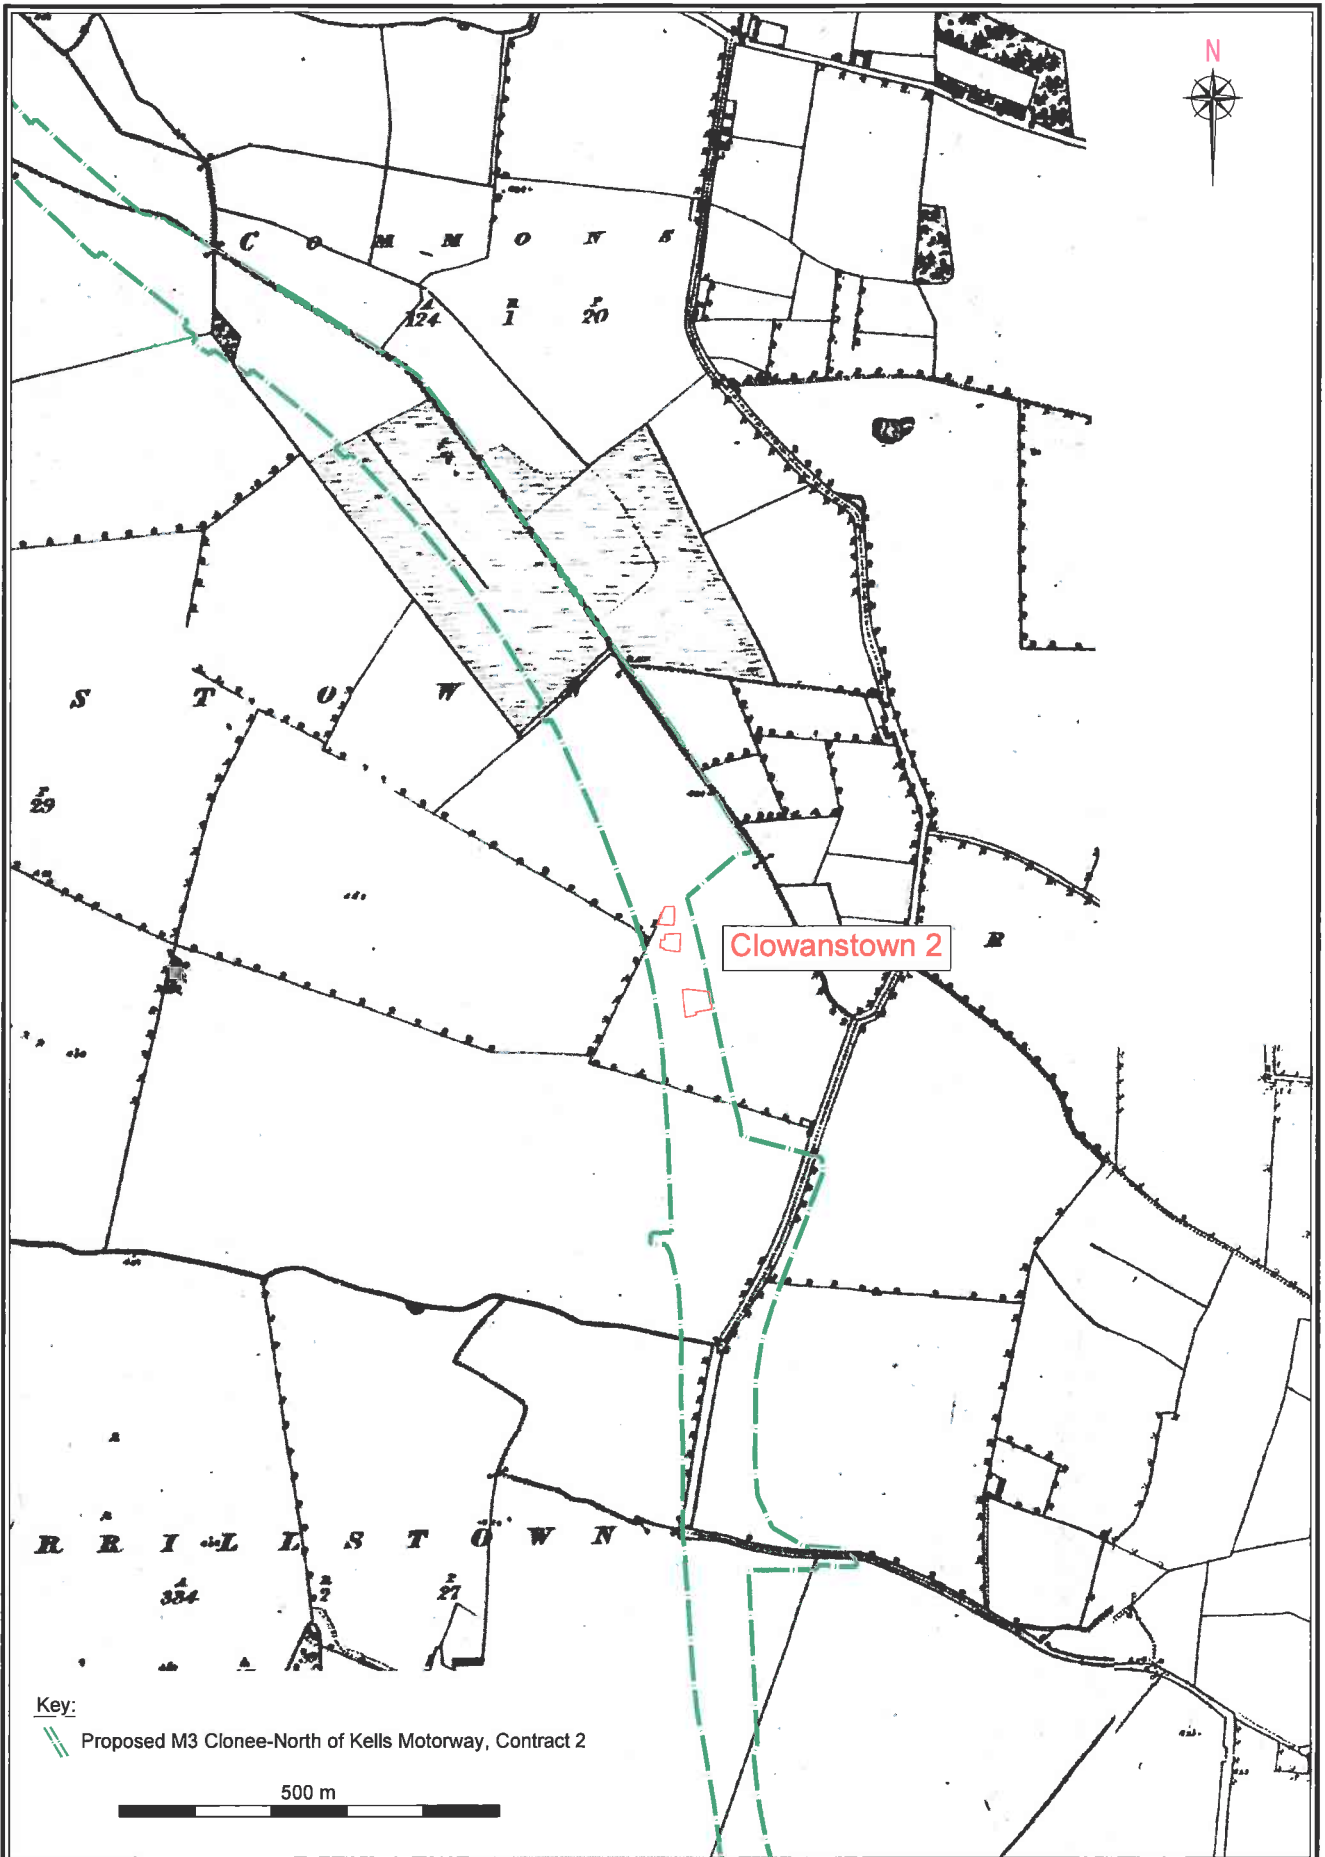 N
C O M M O N S
A R P
124 1 20
S T O W N
P
29
Clowanstown 2
R
R R I L L S T O W N
A R P
334 2 27
Key:
Proposed M3 Clonee-North of Kells Motorway, Contract 2
500 m